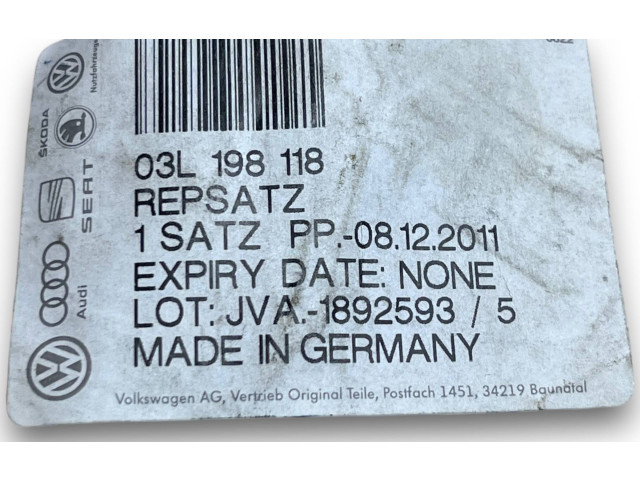 03L 198 118
REPSATZ
1 SATZ PP.-08.12.2011
EXPIRY DATE: NONE
LOT: JVA.-1892593 / 5
MADE IN GERMANY
Volkswagen AG, Vertrieb Original Teile, Postfach 1451, 34219 Baunatal
Nutzfahrzeuge
ŠKODA
SEAT
Audi